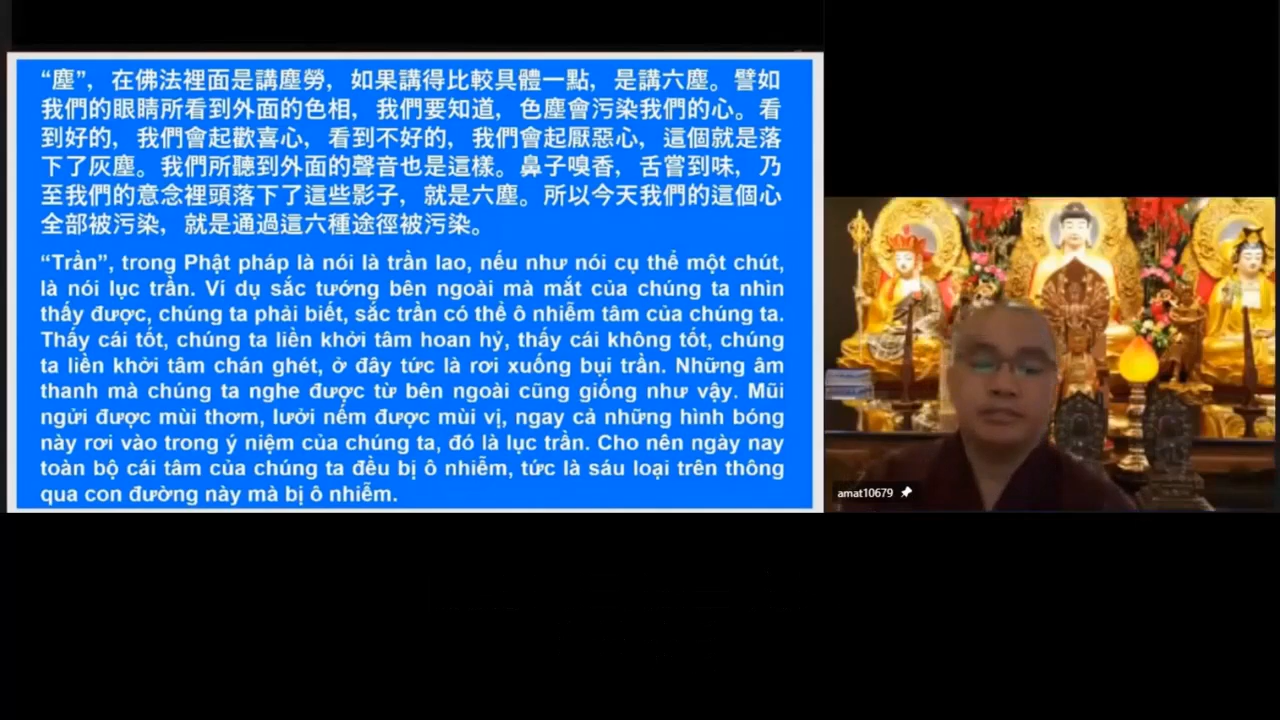 “塵”，在佛法裡面是講塵勞，如果講得比較具體一點，是講六塵。譬如
我們的眼睛所看到外面的色相，我們要知道，色塵會污染我們的心。看
到好的，我們會起歡喜心，看到不好的，我們會起厭惡心，這個就是落
下了灰塵。我們所聽到外面的聲音也是這樣。鼻子嗅香，舌嘗到味，乃
至我們的意念裡頭落下了這些影子，就是六塵。所以今天我們的這個心
全部被污染，就是通過這六種途徑被污染。
“Trần”, trong Phật pháp là nói là trần lao, nếu như nói cụ thể một chút,
là nói lục trần. Ví dụ sắc tướng bên ngoài mà mắt của chúng ta nhìn
thấy được, chúng ta phải biết, sắc trần có thể ô nhiễm tâm của chúng ta.
Thấy cái tốt, chúng ta liền khởi tâm hoan hỷ, thấy cái không tốt, chúng
ta liền khởi tâm chán ghét, ở đây tức là rơi xuống bụi trần. Những âm
thanh mà chúng ta nghe được từ bên ngoài cũng giống như vậy. Mũi
ngửi được mùi thơm, lưởi nếm được mùi vị, ngay cả những hình bóng
này rơi vào trong ý niệm của chúng ta, đó là lục trần. Cho nên ngày nay
toàn bộ cái tâm của chúng ta đều bị ô nhiễm, tức là sáu loại trên thông
qua con đường này mà bị ô nhiễm.
amat10679